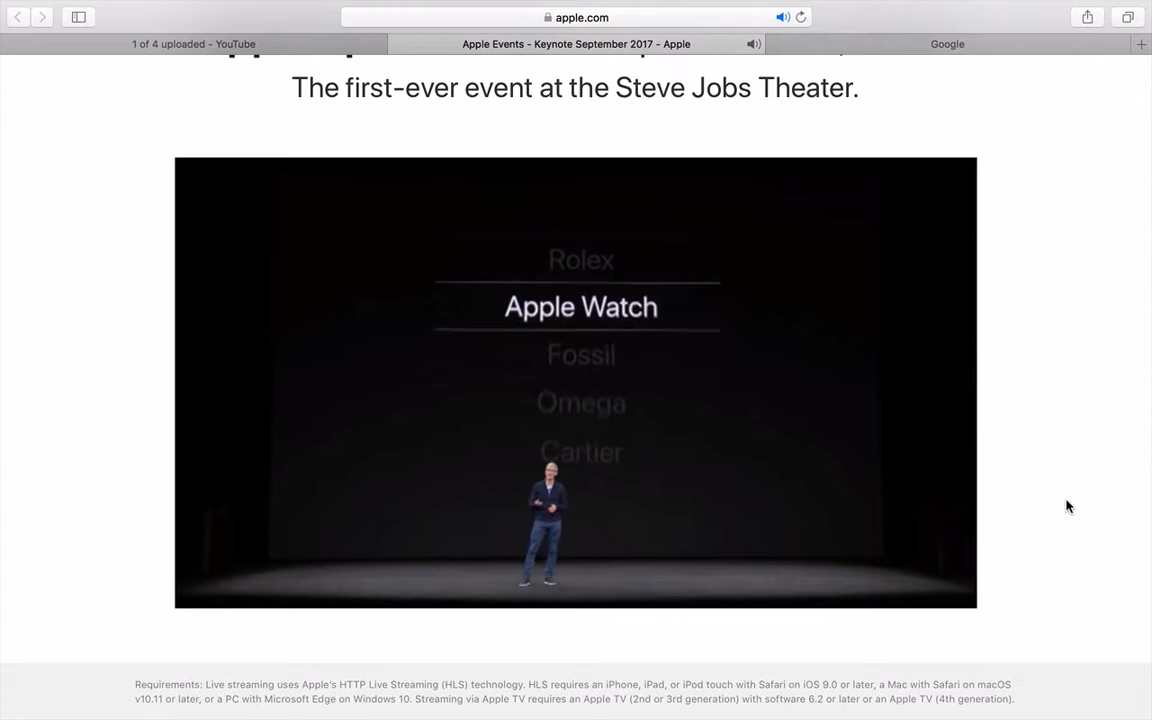 apple.com
1 of 4 uploaded - YouTube
Apple Events - Keynote September 2017 - Apple
Google
The first-ever event at the Steve Jobs Theater.
Rolex
Apple Watch
Fossil
Omega
Cartier
Requirements: Live streaming uses Apple's HTTP Live Streaming (HLS) technology. HLS requires an iPhone, iPad, or iPod touch with Safari on iOS 9.0 or later, a Mac with Safari on macOS
v10.11 or later, or a PC with Microsoft Edge on Windows 10. Streaming via Apple TV requires an Apple TV (2nd or 3rd generation) with software 6.2 or later or an Apple TV (4th generation).